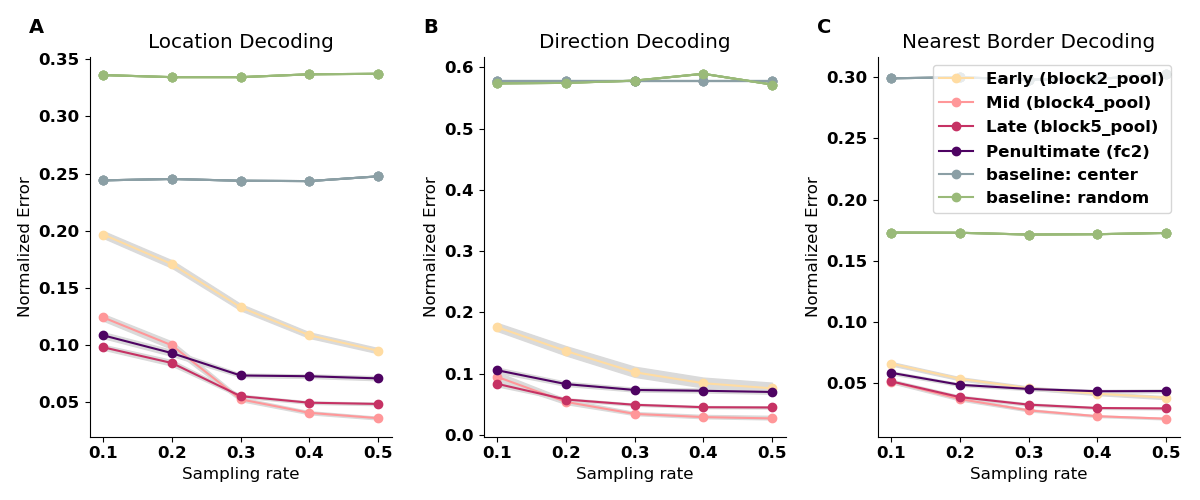 A
Location Decoding
Normalized Error
0.35
0.30
0.25
0.20
0.15
0.10
0.05
0.1 0.2 0.3 0.4 0.5
Sampling rate
B
Direction Decoding
Normalized Error
0.6
0.5
0.4
0.3
0.2
0.1
0.0
0.1 0.2 0.3 0.4 0.5
Sampling rate
C
Nearest Border Decoding
Normalized Error
0.30
0.25
0.20
0.15
0.10
0.05
Early (block2_pool)
Mid (block4_pool)
Late (block5_pool)
Penultimate (fc2)
baseline: center
baseline: random
0.1 0.2 0.3 0.4 0.5
Sampling rate